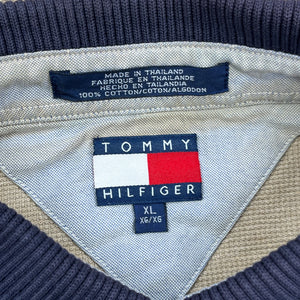 MADE IN THAILAND
FABRIQUE EN THAILANDE
HECHO EN TAILANDIA
100% COTTON/COTON/ALGODON
TOMMY
HILFIGER
XL
XG/XG